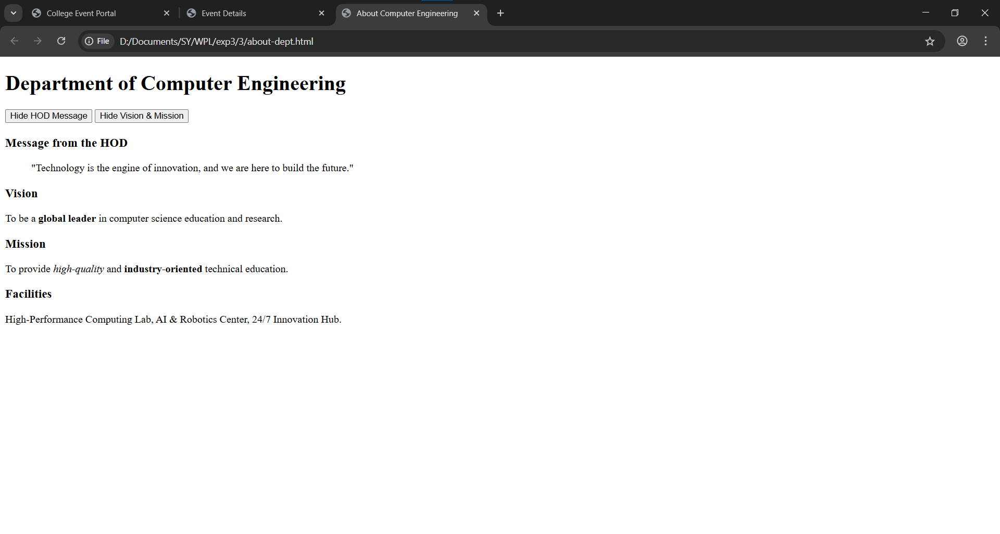 College Event Portal
Event Details
About Computer Engineering
File
D:/Documents/SY/WPL/exp3/3/about-dept.html
Department of Computer Engineering
Hide HOD Message
Hide Vision & Mission
Message from the HOD
"Technology is the engine of innovation, and we are here to build the future."
Vision
To be a global leader in computer science education and research.
Mission
To provide high-quality and industry-oriented technical education.
Facilities
High-Performance Computing Lab, AI & Robotics Center, 24/7 Innovation Hub.